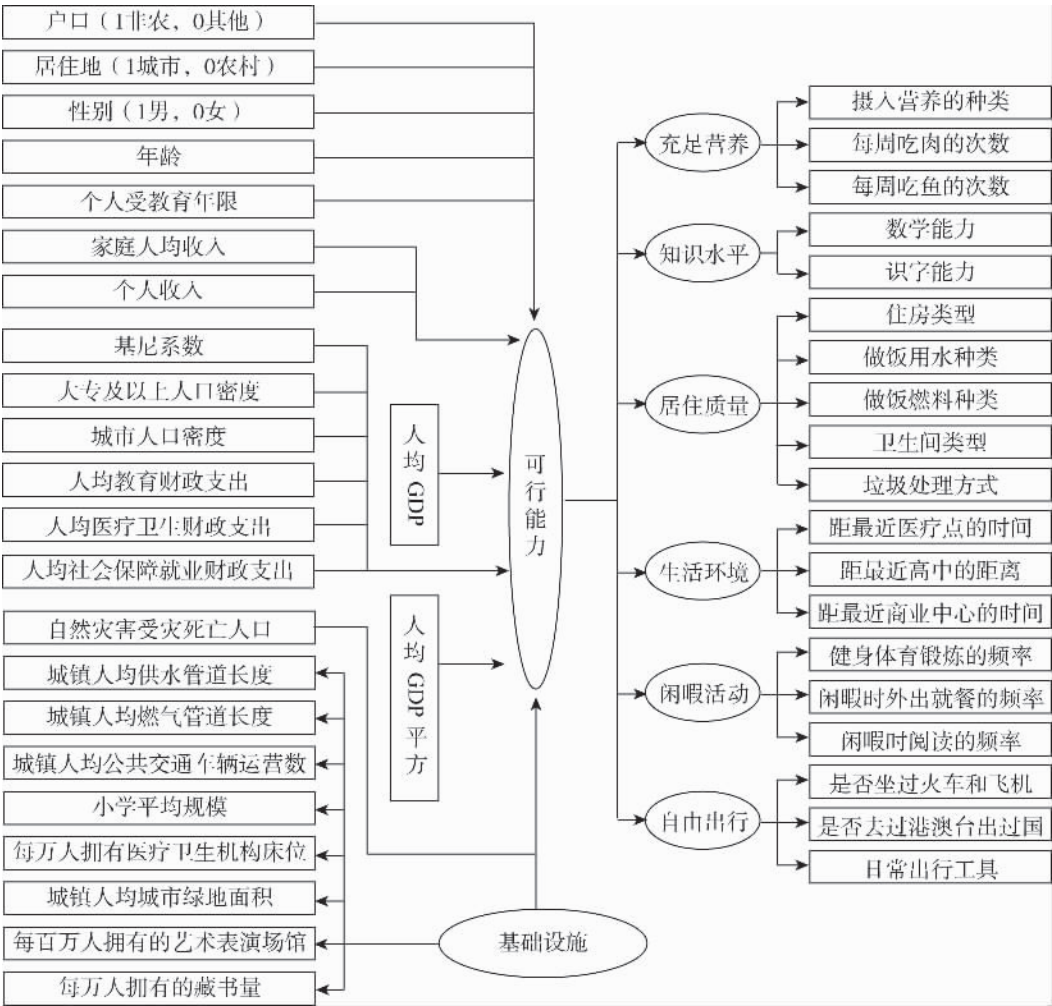 户口（1非农，0其他）
居住地（1城市，0农村）
性别（1男，0女）
年龄
个人受教育年限
家庭人均收入
个人收入
基尼系数
大专及以上人口密度
城市人口密度
人均教育财政支出
人均医疗卫生财政支出
人均社会保障就业财政支出
自然灾害受灾死亡人口
城镇人均供水管道长度
城镇人均燃气管道长度
城镇人均公共交通车辆运营数
小学平均规模
每万人拥有医疗卫生机构床位
城镇人均城市绿地面积
每百万人拥有的艺术表演场馆
每万人拥有的藏书量
人均 GDP
人均 GDP 平方
可行能力
基础设施
充足营养
知识水平
居住质量
生活环境
闲暇活动
自由出行
摄入营养的种类
每周吃肉的次数
每周吃鱼的次数
数学能力
识字能力
住房类型
做饭用水种类
做饭燃料种类
卫生间类型
垃圾处理方式
距最近医疗点的时间
距最近高中的距离
距最近商业中心的时间
健身体育锻炼的频率
闲暇时外出就餐的频率
闲暇时阅读的频率
是否坐过火车和飞机
是否去过港澳台出过国
日常出行工具